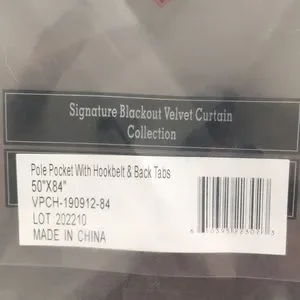 Signature Blackout Velvet Curtain
Collection
Pole Pocket With Hookbelt & Back Tabs
50"X84"
VPCH-190912-84
LOT 202210
MADE IN CHINA